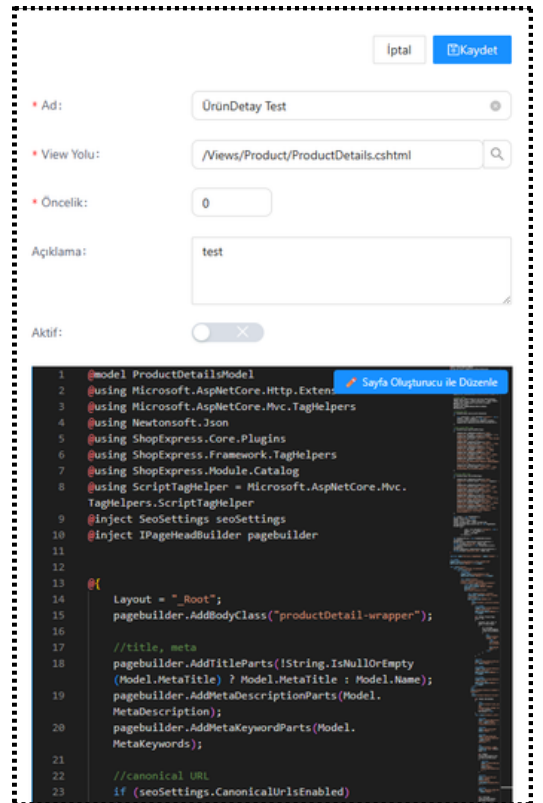 İptal
Kaydet
* Ad:
ÜrünDetay Test
* View Yolu:
/Views/Product/ProductDetails.cshtml
* Öncelik:
0
Açıklama:
test
Aktif:
Sayfa Oluşturucu ile Düzenle
1 @model ProductDetailsModel
2 @using Microsoft.AspNetCore.Http.Extens
3 @using Microsoft.AspNetCore.Mvc.TagHelpers
4 @using Newtonsoft.Json
5 @using ShopExpress.Core.Plugins
6 @using ShopExpress.Framework.TagHelpers
7 @using ShopExpress.Module.Catalog
8 @using ScriptTagHelper = Microsoft.AspNetCore.Mvc.
TagHelpers.ScriptTagHelper
9 @inject SeoSettings seoSettings
10 @inject IPageHeadBuilder pagebuilder
11
12
13 @{
14 Layout = "_Root";
15 pagebuilder.AddBodyClass("productDetail-wrapper");
16
17 //title, meta
18 pagebuilder.AddTitleParts(!String.IsNullOrEmpty
(Model.MetaTitle) ? Model.MetaTitle : Model.Name);
19 pagebuilder.AddMetaDescriptionParts(Model.
MetaDescription);
20 pagebuilder.AddMetaKeywordParts(Model.
MetaKeywords);
21
22 //canonical URL
23 if (seoSettings.CanonicalUrlsEnabled)